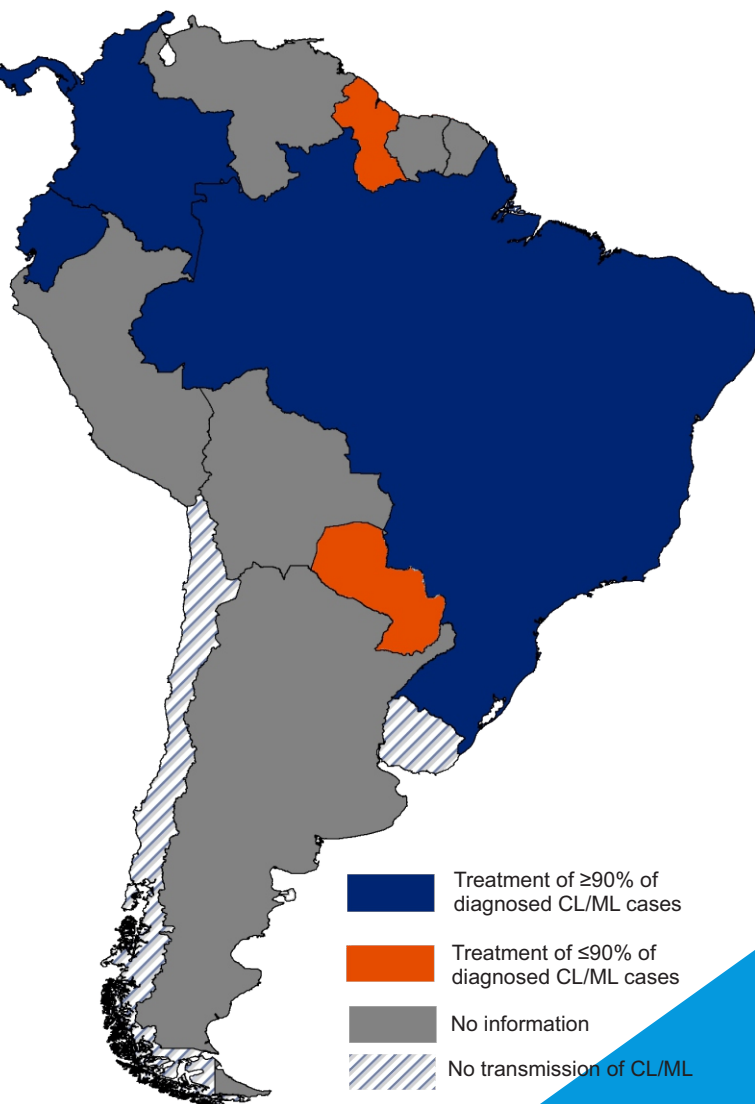 Treatment of ≥90% of
diagnosed CL/ML cases
Treatment of ≤90% of
diagnosed CL/ML cases
No information
No transmission of CL/ML